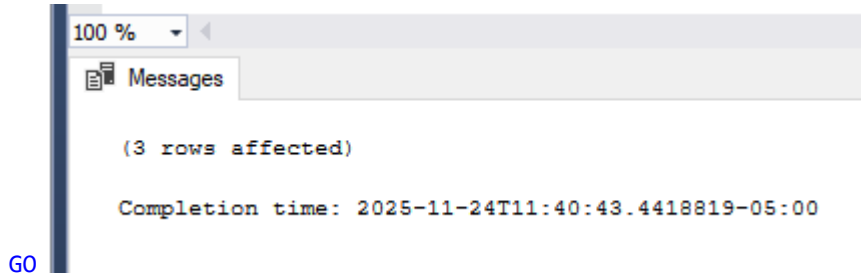 100 %
Messages
(3 rows affected)
Completion time: 2025-11-24T11:40:43.4418819-05:00
GO